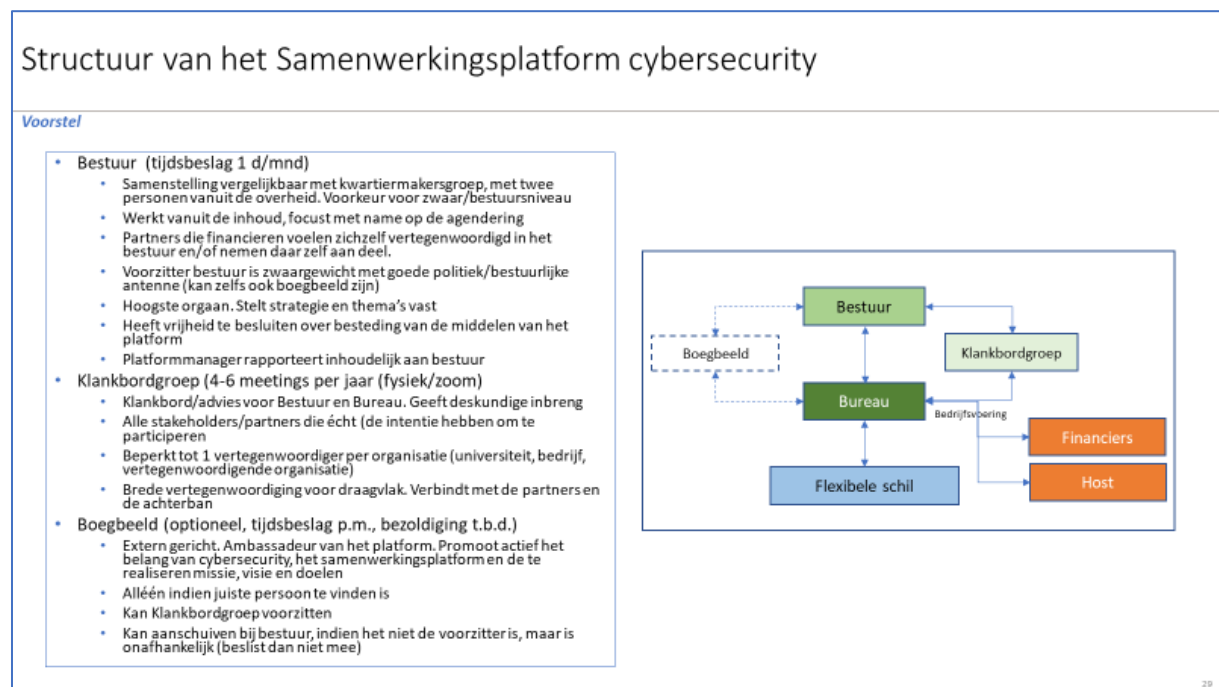 Structuur van het Samenwerkingsplatform cybersecurity
Voorstel
• Bestuur (tijdsbeslag 1 d/mnd)
• Samenstelling vergelijkbaar met kwartiermakersgroep, met twee
personen vanuit de overheid. Voorkeur voor zwaar/bestuursniveau
• Werkt vanuit de inhoud, focust met name op de agendering
• Partners die financieren voelen zichzelf vertegenwoordigd in het
bestuur en/of nemen daar zelf aan deel.
• Voorzitter bestuur is zwaargewicht met goede politiek/bestuurlijke
antenne (kan zelfs ook boegbeeld zijn)
• Hoogste orgaan. Stelt strategie en thema's vast
• Heeft vrijheid te besluiten over besteding van de middelen van het
platform
• Platformmanager rapporteert inhoudelijk aan bestuur
• Klankbordgroep (4-6 meetings per jaar (fysiek/zoom)
• Klankbord/advies voor Bestuur en Bureau. Geeft deskundige inbreng
• Alle stakeholders/partners die écht (de intentie hebben om te
participeren
• Beperkt tot 1 vertegenwoordiger per organisatie (universiteit, bedrijf,
vertegenwoordigende organisatie)
• Brede vertegenwoordiging voor draagvlak. Verbindt met de partners en
de achterban
• Boegbeeld (optioneel, tijdsbeslag p.m., bezoldiging t.b.d.)
• Extern gericht. Ambassadeur van het platform. Promoot actief het
belang van cybersecurity, het samenwerkingsplatform en de te
realiseren missie, visie en doelen
• Alléén indien juiste persoon te vinden is
• Kan Klankbordgroep voorzitten
• Kan aanschuiven bij bestuur, indien het niet de voorzitter is, maar is
onafhankelijk (beslist dan niet mee)
Bestuur
Boegbeeld
Klankbordgroep
Bureau
Bedrijfsvoering
Financiers
Flexibele schil
Host
29